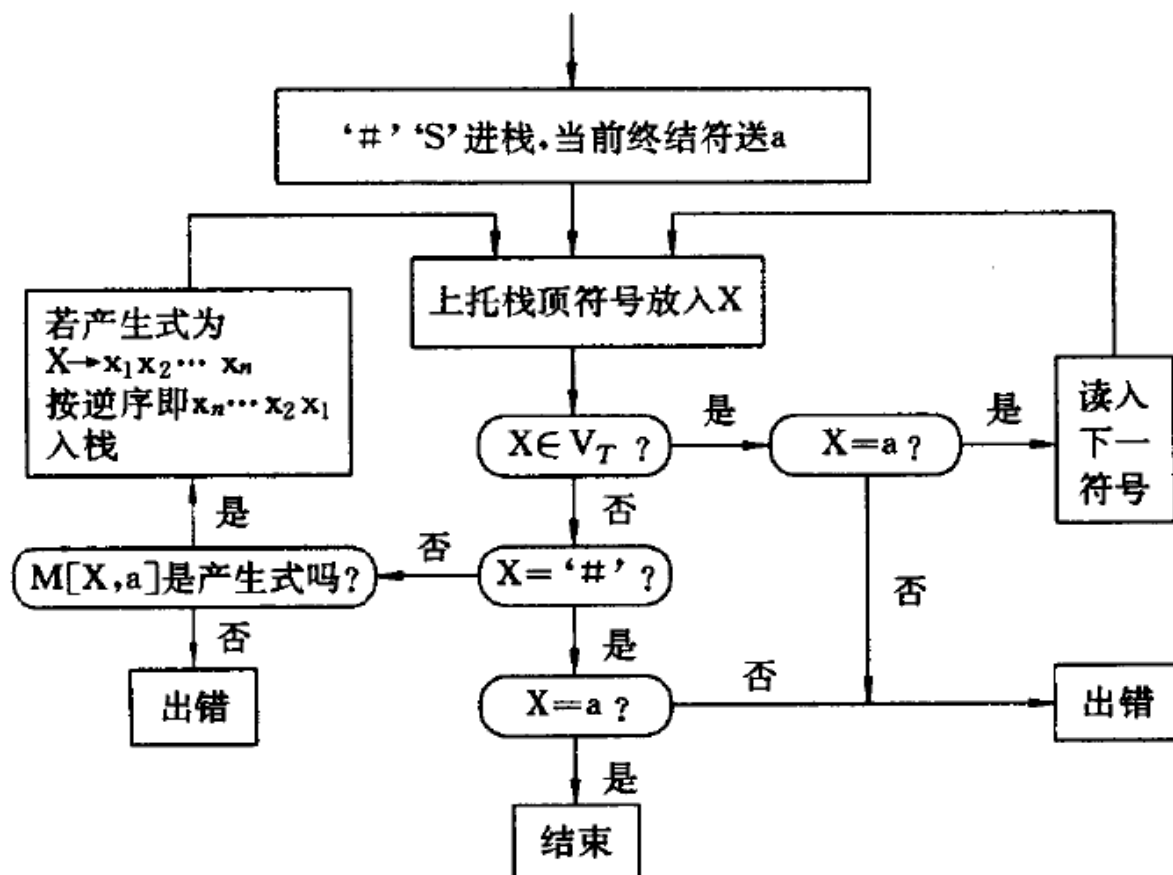 ‘#’ ‘S’进栈,当前终结符送a
上托栈顶符号放入X
若产生式为
X→x₁x₂⋯ xₙ
按逆序即xₙ⋯x₂x₁
入栈
X∈V_T ?
是
X=a?
是
读入
下一
符号
是
否
否
M[X,a]是产生式吗?
否
X=‘#’?
否
出错
是
X=a?
否
出错
是
结束